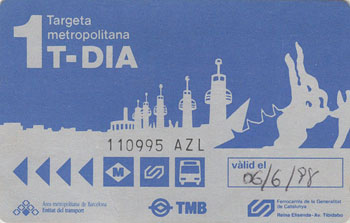 1 Targeta
metropolitana
T-DIA
110995 AZL
M
vàlid el
06/6/98
Àrea metropolitana de Barcelona
Entitat del transport
TMB
Ferrocarrils de la Generalitat
de Catalunya
Reina Elisenda - Av. Tibidabo